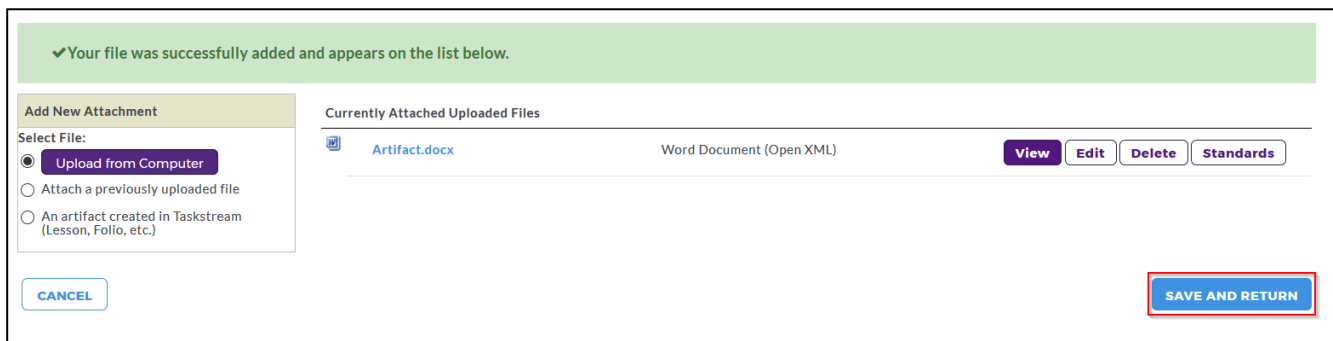 ✔Your file was successfully added and appears on the list below.
Add New Attachment
Select File:
Upload from Computer
Attach a previously uploaded file
An artifact created in Taskstream
(Lesson, Folio, etc.)
Currently Attached Uploaded Files
Artifact.docx Word Document (Open XML) View Edit Delete Standards
CANCEL
SAVE AND RETURN